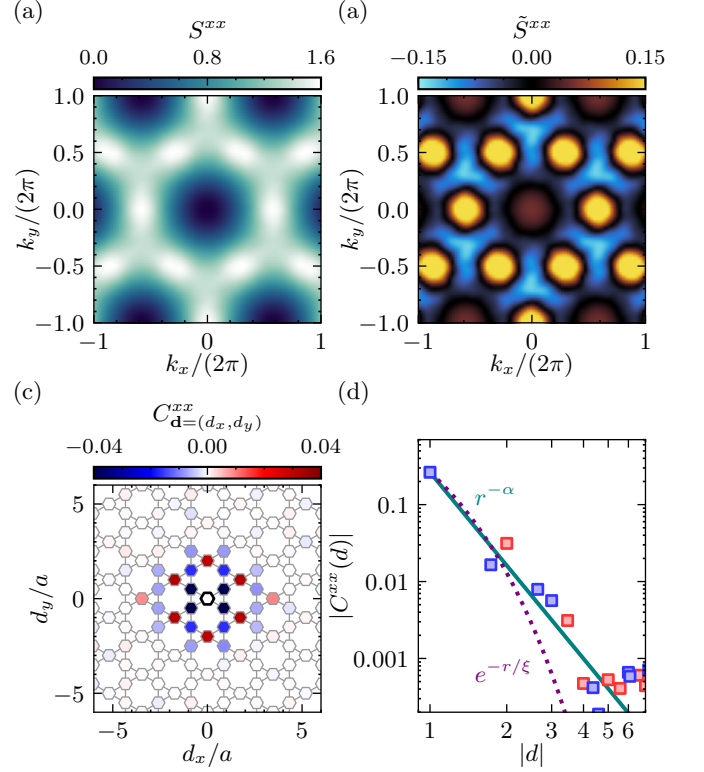 (a)
S^{xx}
0.0 0.8 1.6
1.0
0.5
0.0
−0.5
−1.0
k_y/(2π)
−1 0 1
k_x/(2π)
(a)
S̃^{xx}
−0.15 0.00 0.15
1.0
0.5
0.0
−0.5
−1.0
k_y/(2π)
−1 0 1
k_x/(2π)
(c)
C^{xx}_{d=(d_x,d_y)}
−0.04 0.00 0.04
5
0
−5
d_y/a
−5 0 5
d_x/a
(d)
|C^{xx}(d)|
0.1
0.01
0.001
r^{−α}
e^{−r/ξ}
1 2 3 4 5 6
|d|